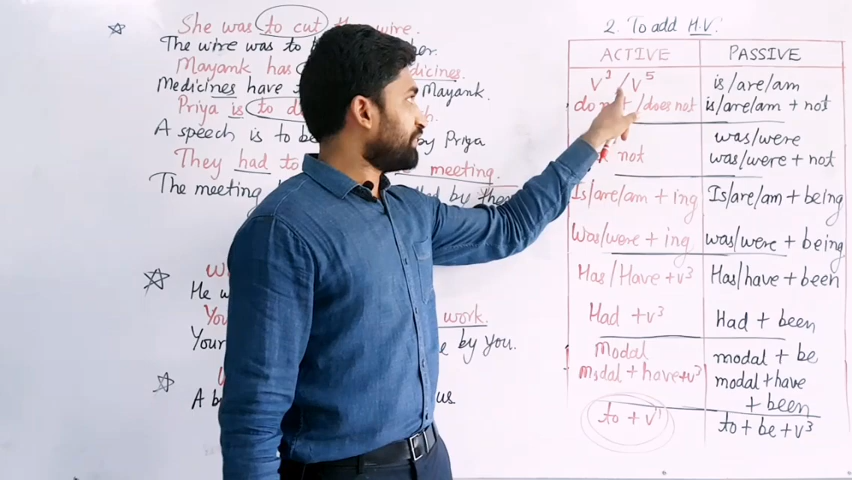 She was to cut the wire.
The wire was to b her.
Mayank has medicines.
Medicines have Mayank.
Priya is to d
A speech is to be by Priya
They had to meeting.
The meeting by them
He w
You work.
Your e by you.
A b us
2. To add H.V.
ACTIVE PASSIVE
V¹/V⁵ is/are/am
do not/does not is/are/am + not
was/were
not was/were + not
Is/are/am + ing Is/are/am + being
Was/were + ing was/were + being
Has/Have + v³ Has/have + been
Had + v³ Had + been
Modal modal + be
modal + have + v³ modal + have
+ been
to + v¹ to + be + v³